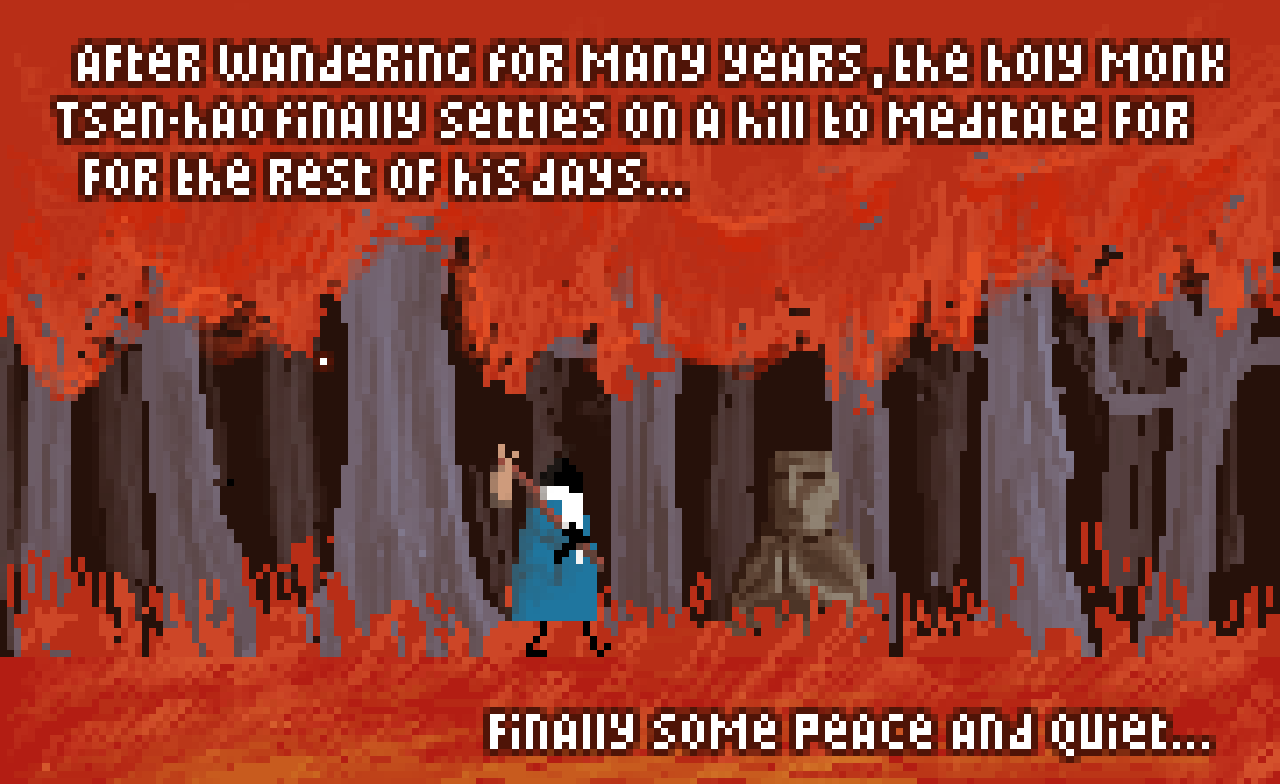 After wandering for many years, the holy monk
Tsen-hao finally settles on a hill to meditate for
for the rest of his days...
Finally some peace and quiet...